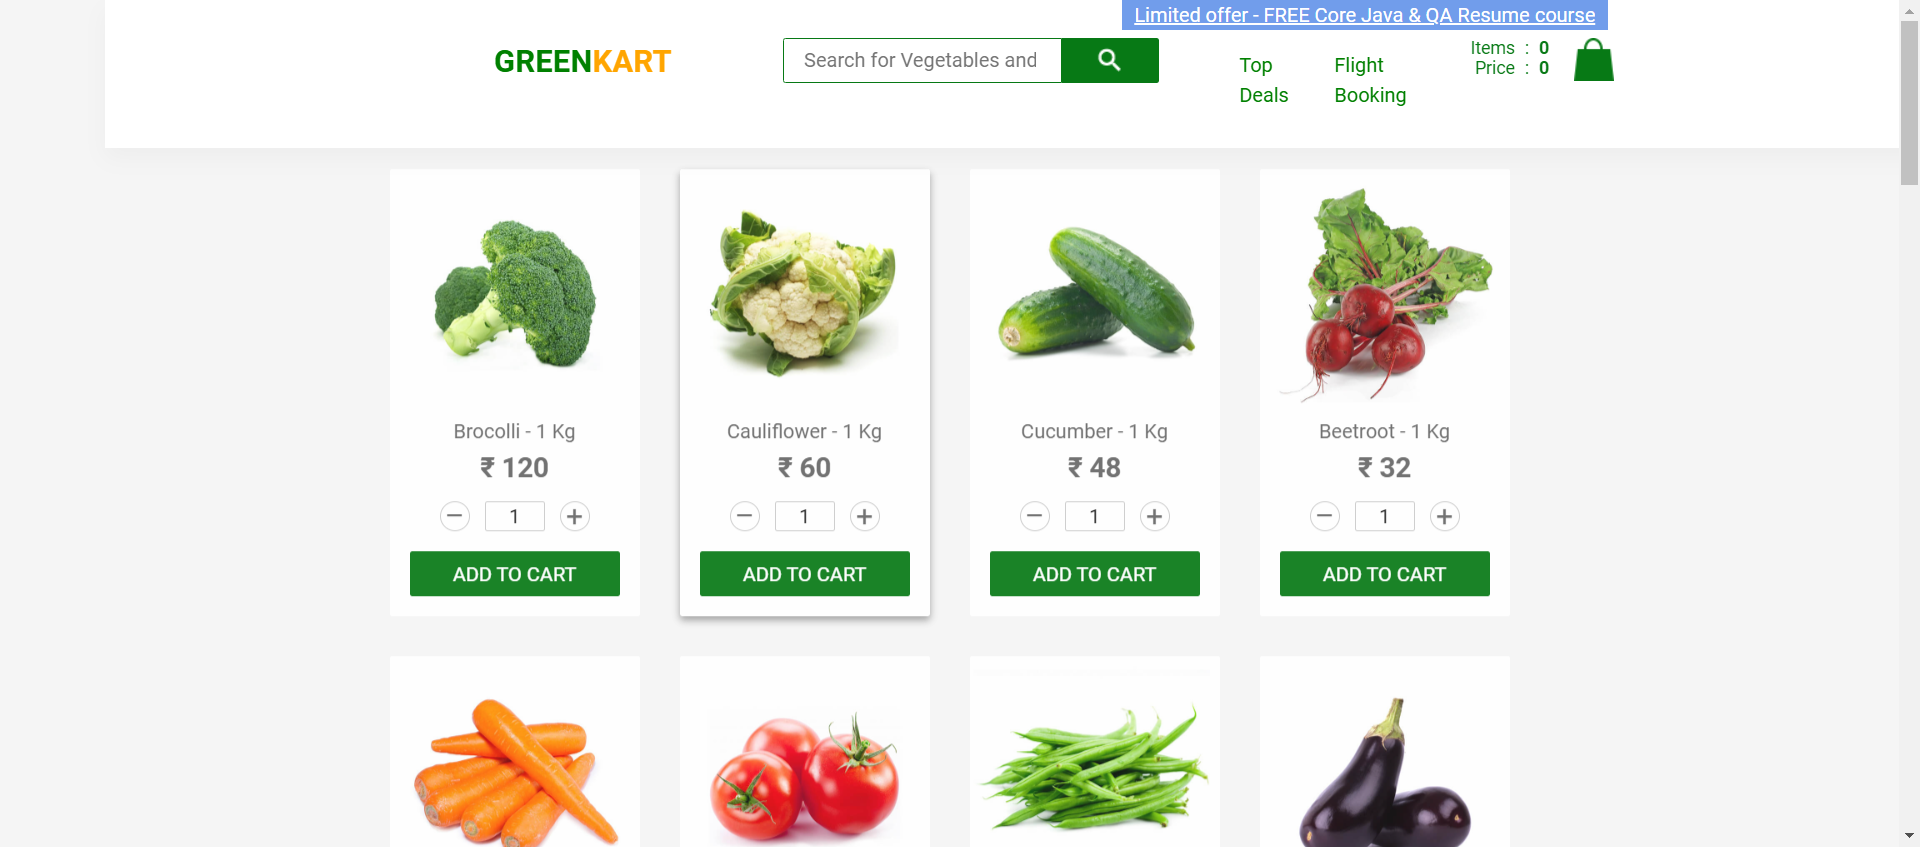 Limited offer - FREE Core Java & QA Resume course
GREENKART
Search for Vegetables and
Top
Deals
Flight
Booking
Items : 0
Price : 0
Brocolli - 1 Kg
₹ 120
1
ADD TO CART
Cauliflower - 1 Kg
₹ 60
1
ADD TO CART
Cucumber - 1 Kg
₹ 48
1
ADD TO CART
Beetroot - 1 Kg
₹ 32
1
ADD TO CART